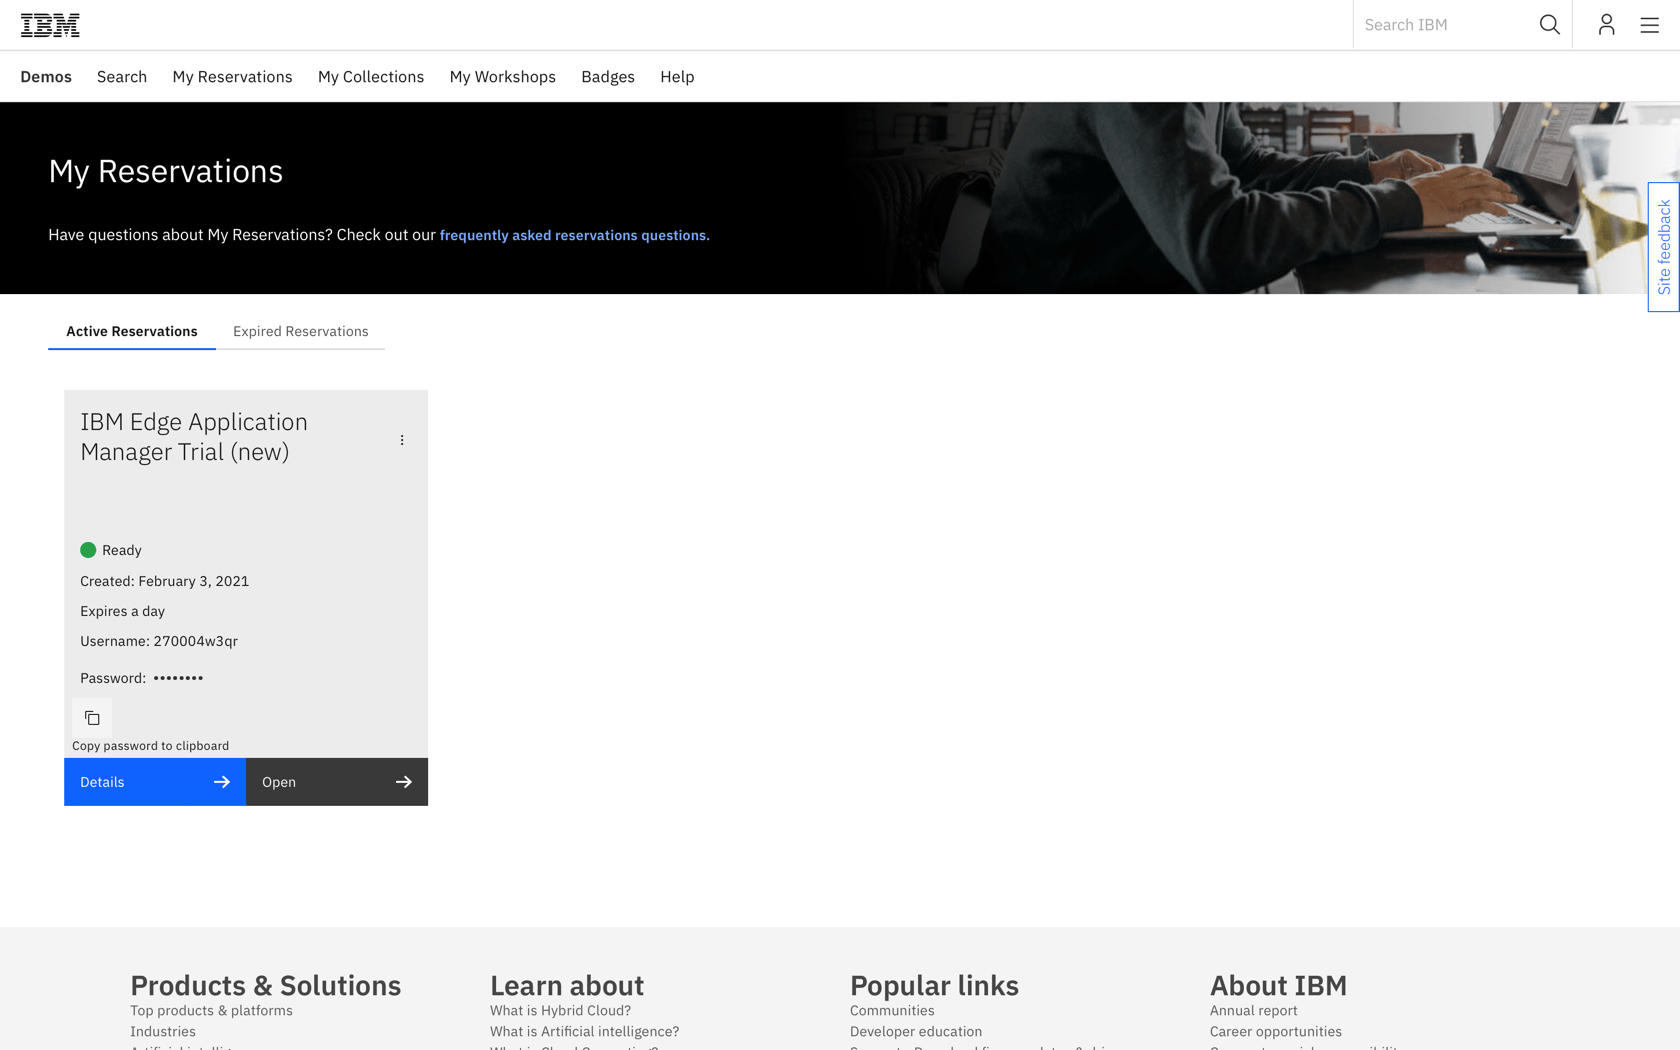 IBM
Search IBM
Demos Search My Reservations My Collections My Workshops Badges Help
My Reservations
Have questions about My Reservations? Check out our frequently asked reservations questions.
Site feedback
Active Reservations Expired Reservations
IBM Edge Application
Manager Trial (new)
Ready
Created: February 3, 2021
Expires a day
Username: 270004w3qr
Password: ••••••••
Copy password to clipboard
Details Open
Products & Solutions Learn about Popular links About IBM
Top products & platforms What is Hybrid Cloud? Communities Annual report
Industries What is Artificial intelligence? Developer education Career opportunities